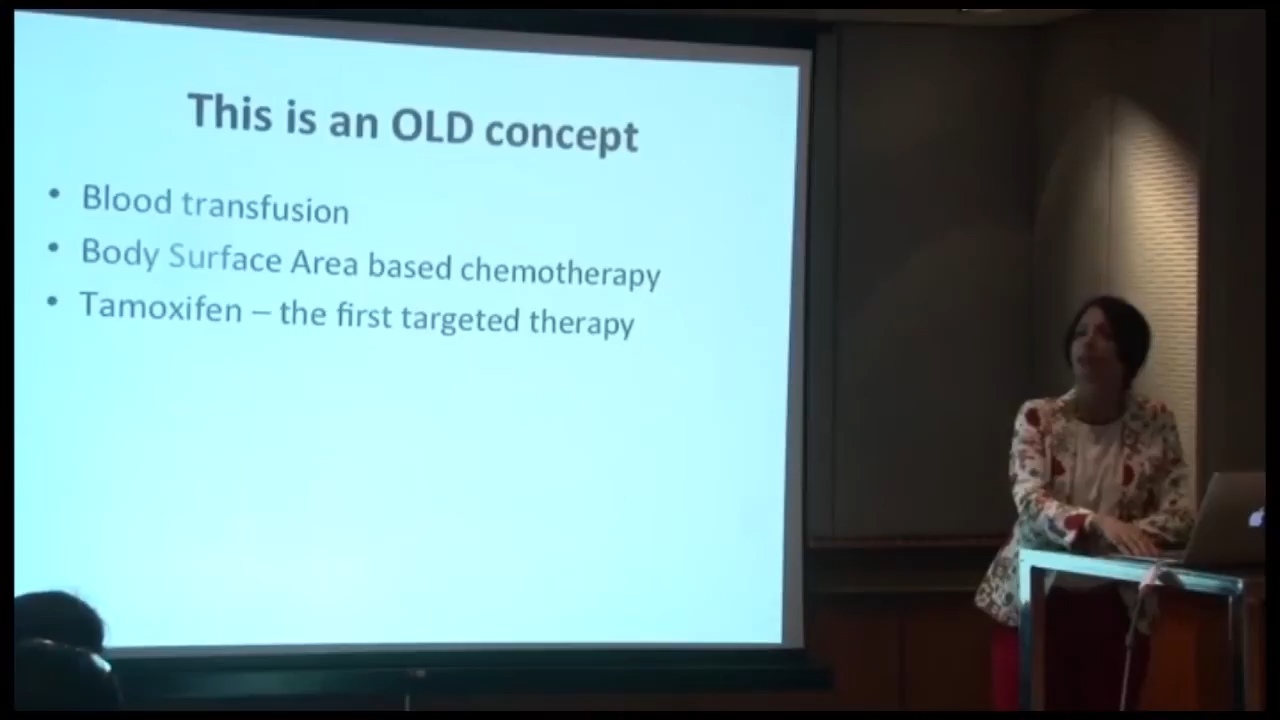 This is an OLD concept
• Blood transfusion
• Body Surface Area based chemotherapy
• Tamoxifen – the first targeted therapy